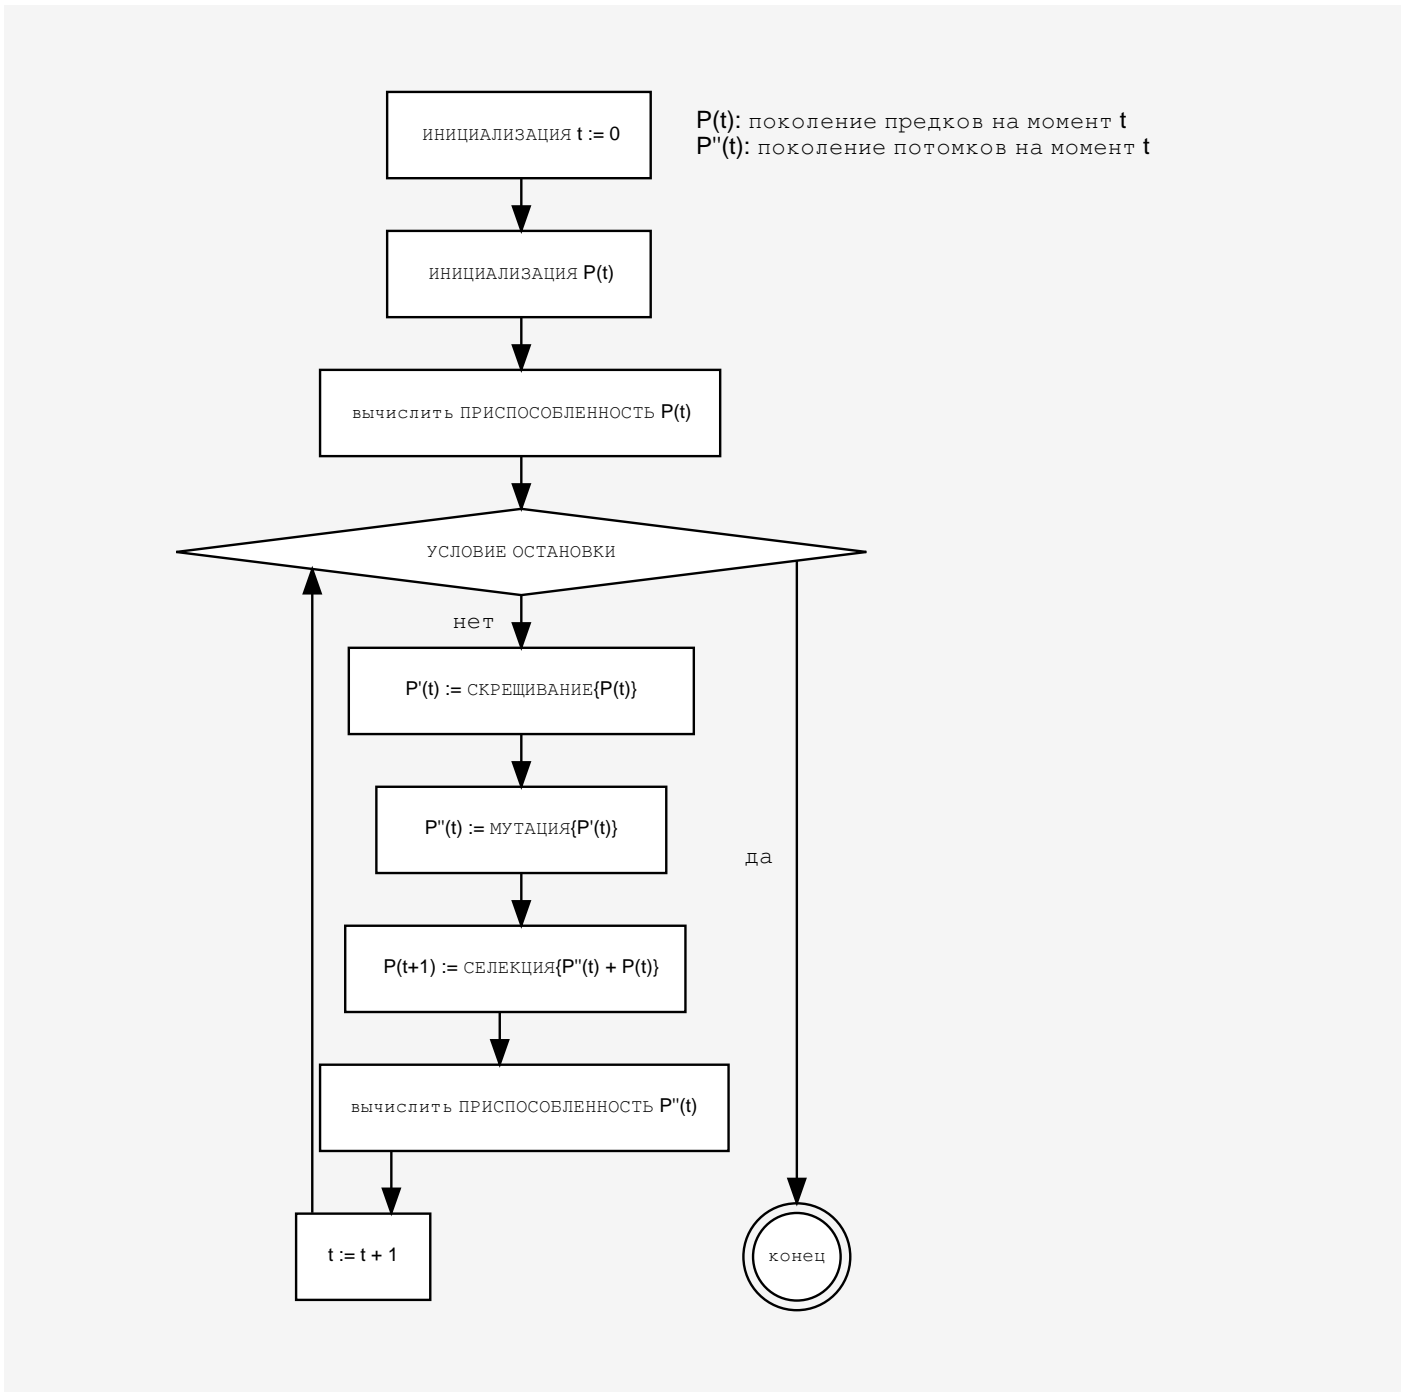 ИНИЦИАЛИЗАЦИЯ t := 0
P(t): поколение предков на момент t
P''(t): поколение потомков на момент t
ИНИЦИАЛИЗАЦИЯ P(t)
вычислить ПРИСПОСОБЛЕННОСТЬ P(t)
УСЛОВИЕ ОСТАНОВКИ
нет
P'(t) := СКРЕЩИВАНИЕ{P(t)}
P''(t) := МУТАЦИЯ{P'(t)}
да
P(t+1) := СЕЛЕКЦИЯ{P''(t) + P(t)}
вычислить ПРИСПОСОБЛЕННОСТЬ P''(t)
t := t + 1
конец